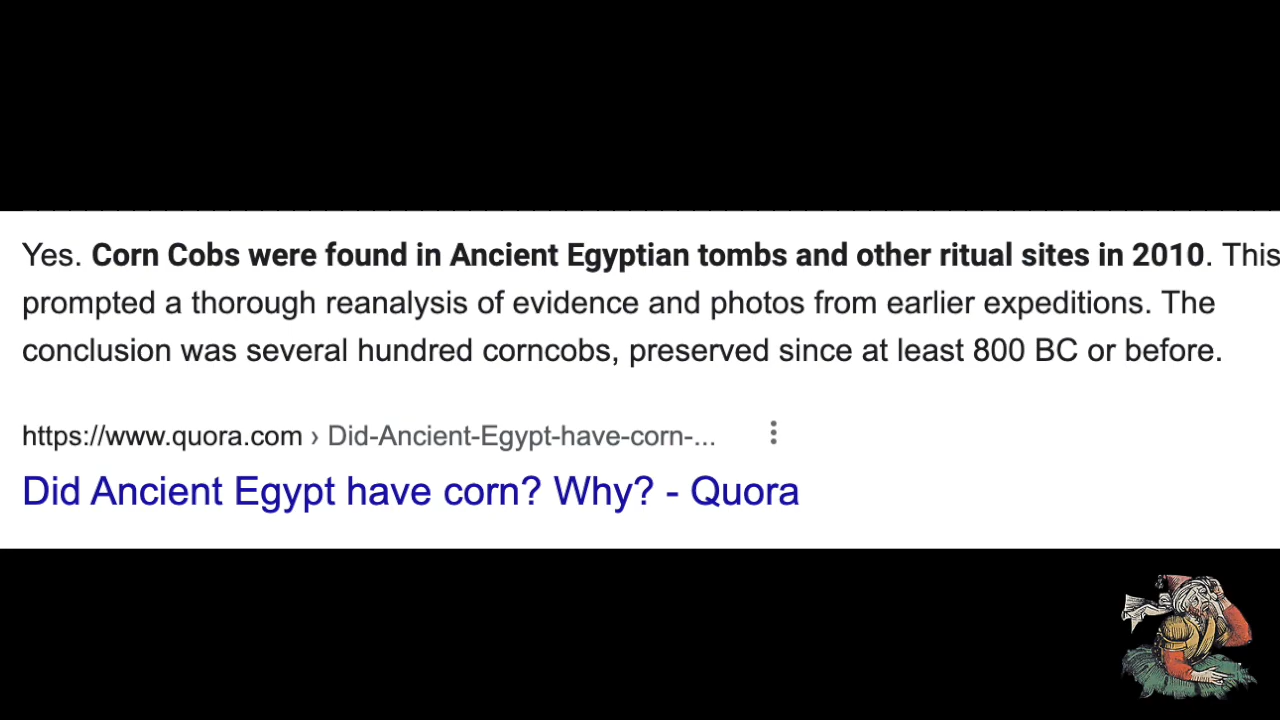 Yes. Corn Cobs were found in Ancient Egyptian tombs and other ritual sites in 2010. This
prompted a thorough reanalysis of evidence and photos from earlier expeditions. The
conclusion was several hundred corncobs, preserved since at least 800 BC or before.
https://www.quora.com › Did-Ancient-Egypt-have-corn-...
Did Ancient Egypt have corn? Why? - Quora